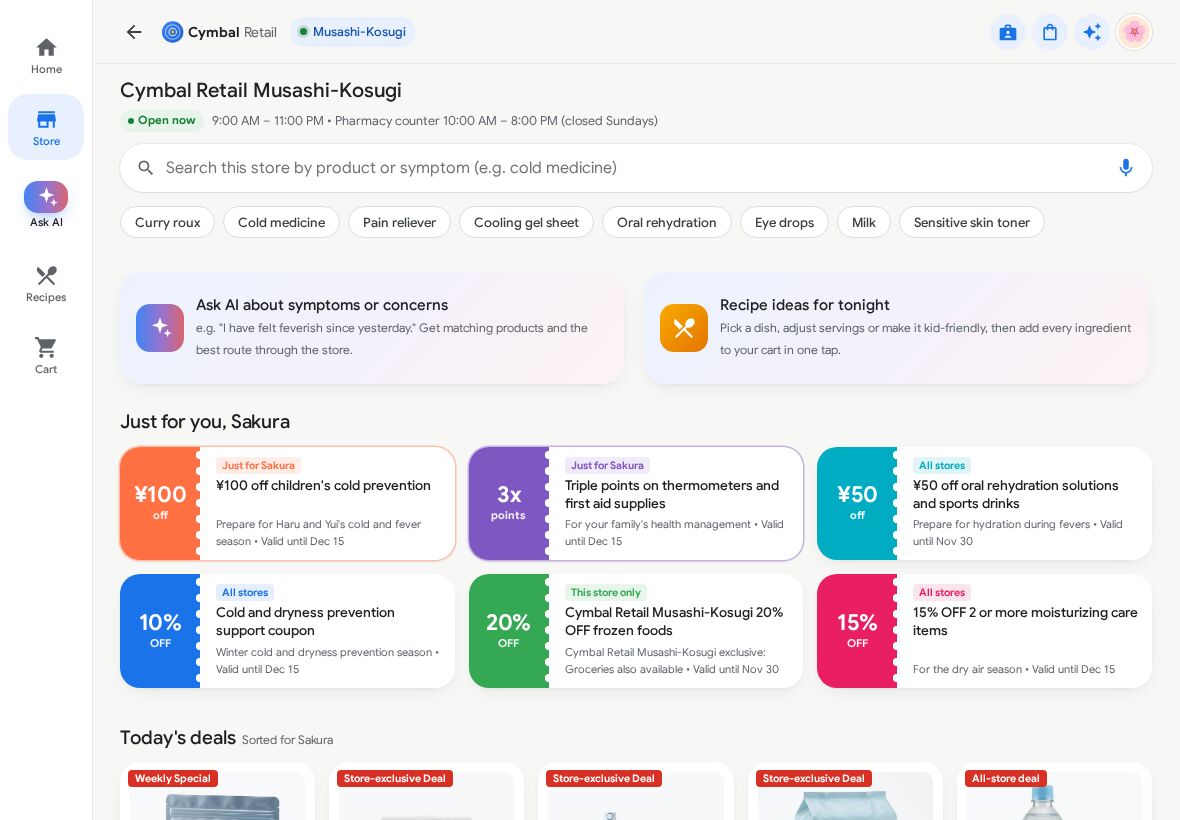 Cymbal Retail
Musashi-Kosugi
Home
Store
Ask AI
Recipes
Cart
Cymbal Retail Musashi-Kosugi
Open now 9:00 AM – 11:00 PM • Pharmacy counter 10:00 AM – 8:00 PM (closed Sundays)
Search this store by product or symptom (e.g. cold medicine)
Curry roux
Cold medicine
Pain reliever
Cooling gel sheet
Oral rehydration
Eye drops
Milk
Sensitive skin toner
Ask AI about symptoms or concerns
e.g. "I have felt feverish since yesterday." Get matching products and the
best route through the store.
Recipe ideas for tonight
Pick a dish, adjust servings or make it kid-friendly, then add every ingredient
to your cart in one tap.
Just for you, Sakura
¥100
off
Just for Sakura
¥100 off children's cold prevention
Prepare for Haru and Yui's cold and fever
season • Valid until Dec 15
3x
points
Just for Sakura
Triple points on thermometers and
first aid supplies
For your family's health management • Valid
until Dec 15
¥50
off
All stores
¥50 off oral rehydration solutions
and sports drinks
Prepare for hydration during fevers • Valid
until Nov 30
10%
OFF
All stores
Cold and dryness prevention
support coupon
Winter cold and dryness prevention season •
Valid until Dec 15
20%
OFF
This store only
Cymbal Retail Musashi-Kosugi 20%
OFF frozen foods
Cymbal Retail Musashi-Kosugi exclusive:
Groceries also available • Valid until Nov 30
15%
OFF
All stores
15% OFF 2 or more moisturizing care
items
For the dry air season • Valid until Dec 15
Today's deals Sorted for Sakura
Weekly Special
Store-exclusive Deal
Store-exclusive Deal
Store-exclusive Deal
All-store deal